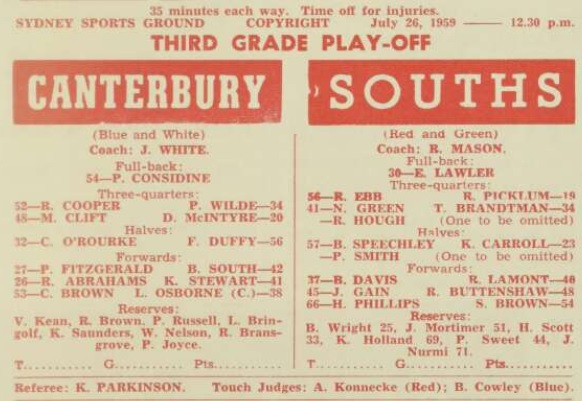 35 minutes each way. Time off for injuries.
SYDNEY SPORTS GROUND COPYRIGHT July 26, 1959 —— 12.30 p.m.
THIRD GRADE PLAY-OFF
CANTERBURY
(Blue and White)
Coach: J. WHITE.
Full-back:
54—P. CONSIDINE
Three-quarters:
52—R. COOPER P. WILDE—34
48—M. CLIFT D. McINTYRE—20
Halves:
32—C. O'ROURKE F. DUFFY—56
Forwards:
27—P. FITZGERALD B. SOUTH—42
26—R. ABRAHAMS K. STEWART—41
53—C. BROWN L. OSBORNE (C.)—38
Reserves:
V. Kean, R. Brown, P. Russell, L. Brin-
golf, K. Saunders, W. Nelson, R. Brans-
grove, P. Joyce.
T........... G........... Pts...........
SOUTHS
(Red and Green)
Coach: R. MASON.
Full-back:
30—E. LAWLER
Three-quarters:
56—R. EBB R. PICKLUM—19
41—N. GREEN T. BRANDTMAN—34
—R. HOUGH (One to be omitted)
Halves:
57—B. SPEECHLEY K. CARROLL—23
—P. SMITH (One to be omitted)
Forwards:
37—B. DAVIS R. LAMONT—40
45—J. GAIN R. BUTTENSHAW—48
66—H. PHILLIPS S. BROWN—54
Reserves:
B. Wright 25, J. Mortimer 51, H. Scott
33, K. Holland 69, P. Sweet 44, J.
Nurmi 71.
T........... G........... Pts...........
Referee: K. PARKINSON. Touch Judges: A. Konnecke (Red); B. Cowley (Blue).